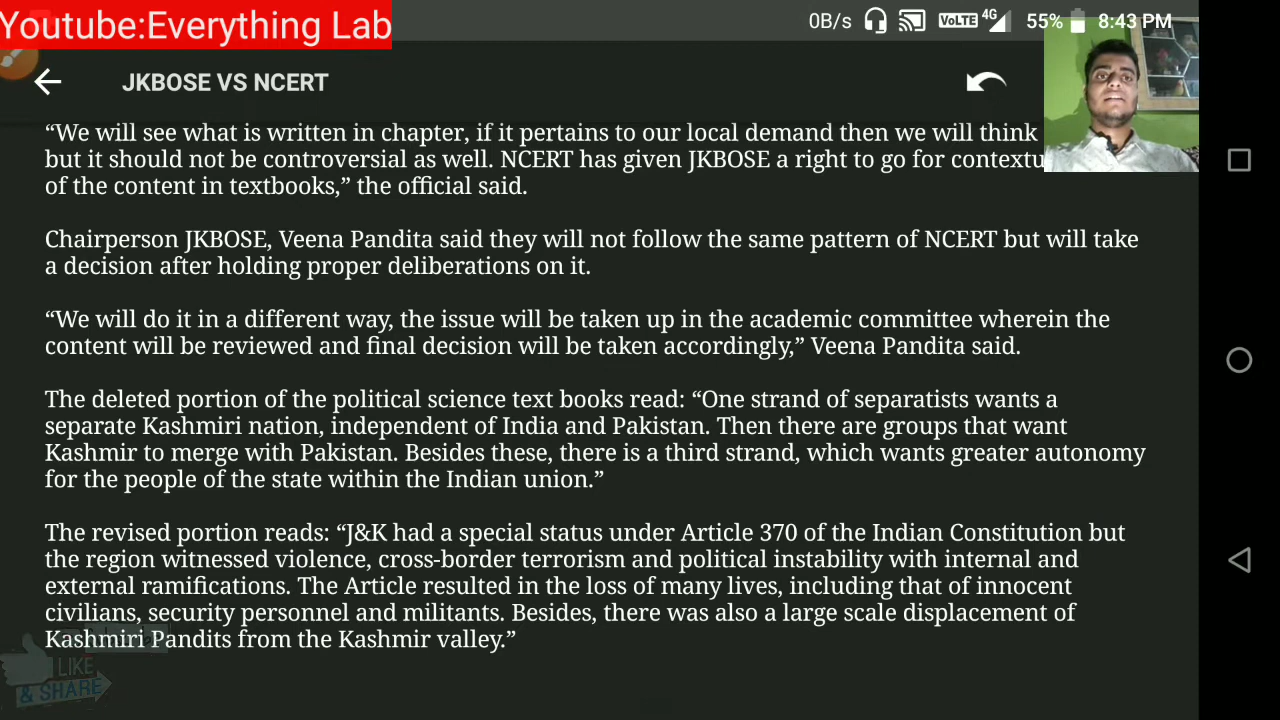 Youtube:Everything Lab
0B/s VoLTE 4G 55% 8:43 PM
JKBOSE VS NCERT
“We will see what is written in chapter, if it pertains to our local demand then we will think
but it should not be controversial as well. NCERT has given JKBOSE a right to go for
of the content in textbooks,” the official said.
Chairperson JKBOSE, Veena Pandita said they will not follow the same pattern of NCERT but will take
a decision after holding proper deliberations on it.
“We will do it in a different way, the issue will be taken up in the academic committee wherein the
content will be reviewed and final decision will be taken accordingly,” Veena Pandita said.
The deleted portion of the political science text books read: “One strand of separatists wants a
separate Kashmiri nation, independent of India and Pakistan. Then there are groups that want
Kashmir to merge with Pakistan. Besides these, there is a third strand, which wants greater autonomy
for the people of the state within the Indian union.”
The revised portion reads: “J&K had a special status under Article 370 of the Indian Constitution but
the region witnessed violence, cross-border terrorism and political instability with internal and
external ramifications. The Article resulted in the loss of many lives, including that of innocent
civilians, security personnel and militants. Besides, there was also a large scale displacement of
Kashmiri Pandits from the Kashmir valley.”
LIKE
& SHARE